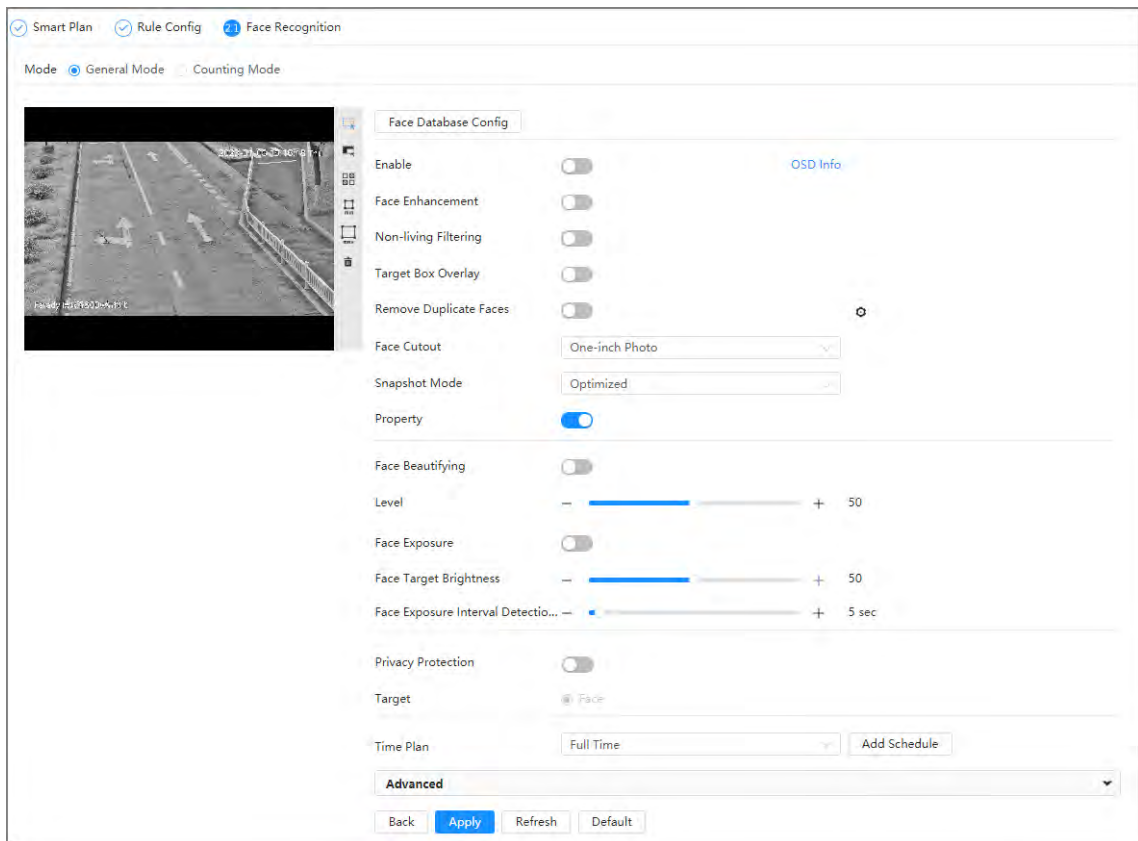 Smart Plan Rule Config 2.1 Face Recognition
Mode General Mode Counting Mode
Face Database Config
Enable OSD Info
Face Enhancement
Non-living Filtering
Target Box Overlay
Remove Duplicate Faces
Face Cutout One-inch Photo
Snapshot Mode Optimized
Property
Face Beautifying
Level − + 50
Face Exposure
Face Target Brightness − + 50
Face Exposure Interval Detectio... − + 5 sec
Privacy Protection
Target Face
Time Plan Full Time Add Schedule
Advanced
Back Apply Refresh Default